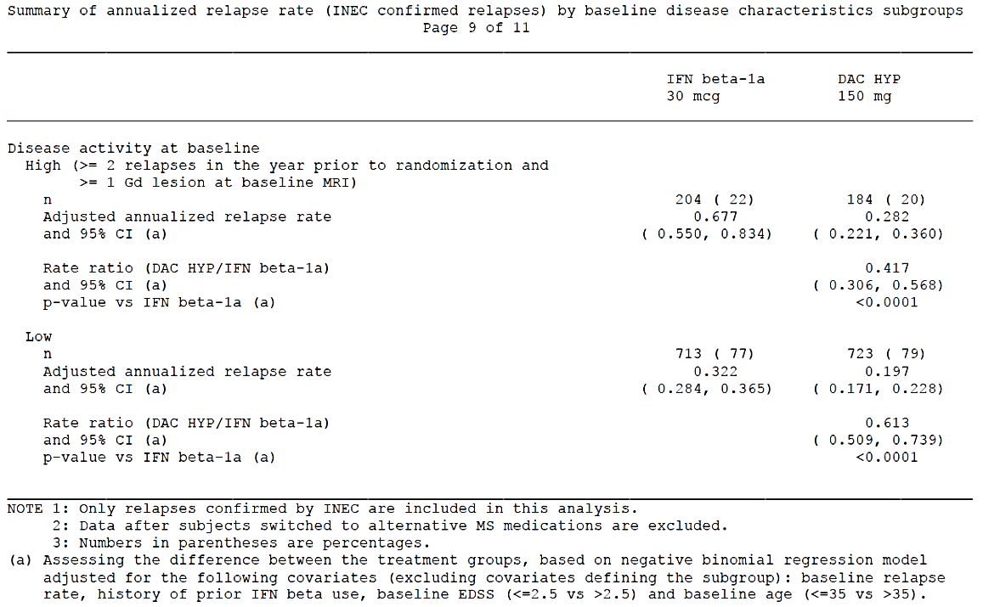 Summary of annualized relapse rate (INEC confirmed relapses) by baseline disease characteristics subgroups
Page 9 of 11
IFN beta-1a DAC HYP
30 mcg 150 mg
Disease activity at baseline
High (>= 2 relapses in the year prior to randomization and
>= 1 Gd lesion at baseline MRI)
n 204 ( 22) 184 ( 20)
Adjusted annualized relapse rate 0.677 0.282
and 95% CI (a) ( 0.550, 0.834) ( 0.221, 0.360)
Rate ratio (DAC HYP/IFN beta-1a) 0.417
and 95% CI (a) ( 0.306, 0.568)
p-value vs IFN beta-1a (a) <0.0001
Low
n 713 ( 77) 723 ( 79)
Adjusted annualized relapse rate 0.322 0.197
and 95% CI (a) ( 0.284, 0.365) ( 0.171, 0.228)
Rate ratio (DAC HYP/IFN beta-1a) 0.613
and 95% CI (a) ( 0.509, 0.739)
p-value vs IFN beta-1a (a) <0.0001
NOTE 1: Only relapses confirmed by INEC are included in this analysis.
2: Data after subjects switched to alternative MS medications are excluded.
3: Numbers in parentheses are percentages.
(a) Assessing the difference between the treatment groups, based on negative binomial regression model
adjusted for the following covariates (excluding covariates defining the subgroup): baseline relapse
rate, history of prior IFN beta use, baseline EDSS (<=2.5 vs >2.5) and baseline age (<=35 vs >35).